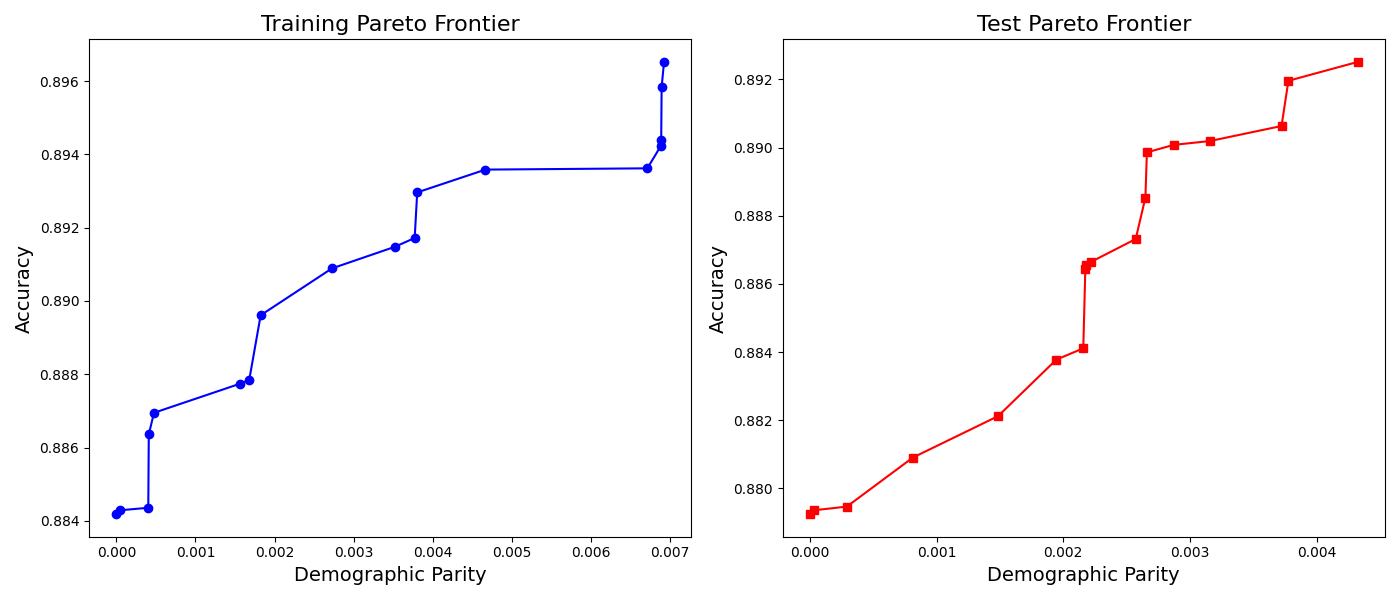 Training Pareto Frontier
Accuracy
0.896
0.894
0.892
0.890
0.888
0.886
0.884
0.000 0.001 0.002 0.003 0.004 0.005 0.006 0.007
Demographic Parity
Test Pareto Frontier
Accuracy
0.892
0.890
0.888
0.886
0.884
0.882
0.880
0.000 0.001 0.002 0.003 0.004
Demographic Parity